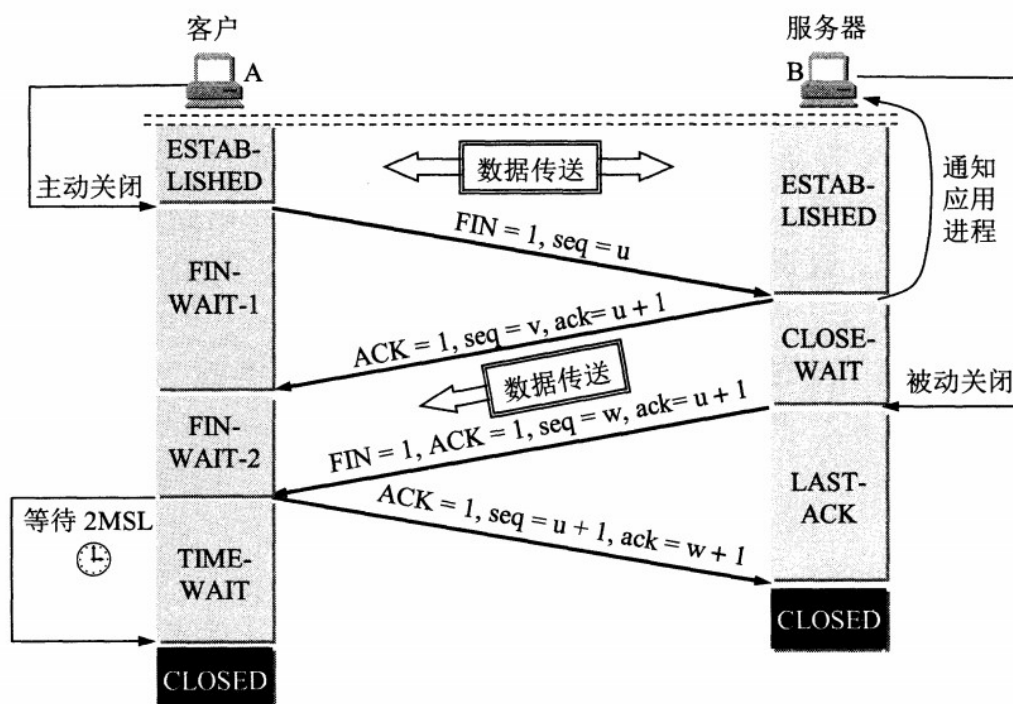 客户
服务器
A
B
ESTAB-
LISHED
数据传送
ESTAB-
LISHED
通知
应用
进程
主动关闭
FIN = 1, seq = u
FIN-
WAIT-1
ACK = 1, seq = v, ack= u + 1
CLOSE-
WAIT
数据传送
被动关闭
FIN-
WAIT-2
FIN = 1, ACK = 1, seq = w, ack= u + 1
LAST-
ACK
等待 2MSL
ACK = 1, seq = u + 1, ack = w + 1
TIME-
WAIT
CLOSED
CLOSED